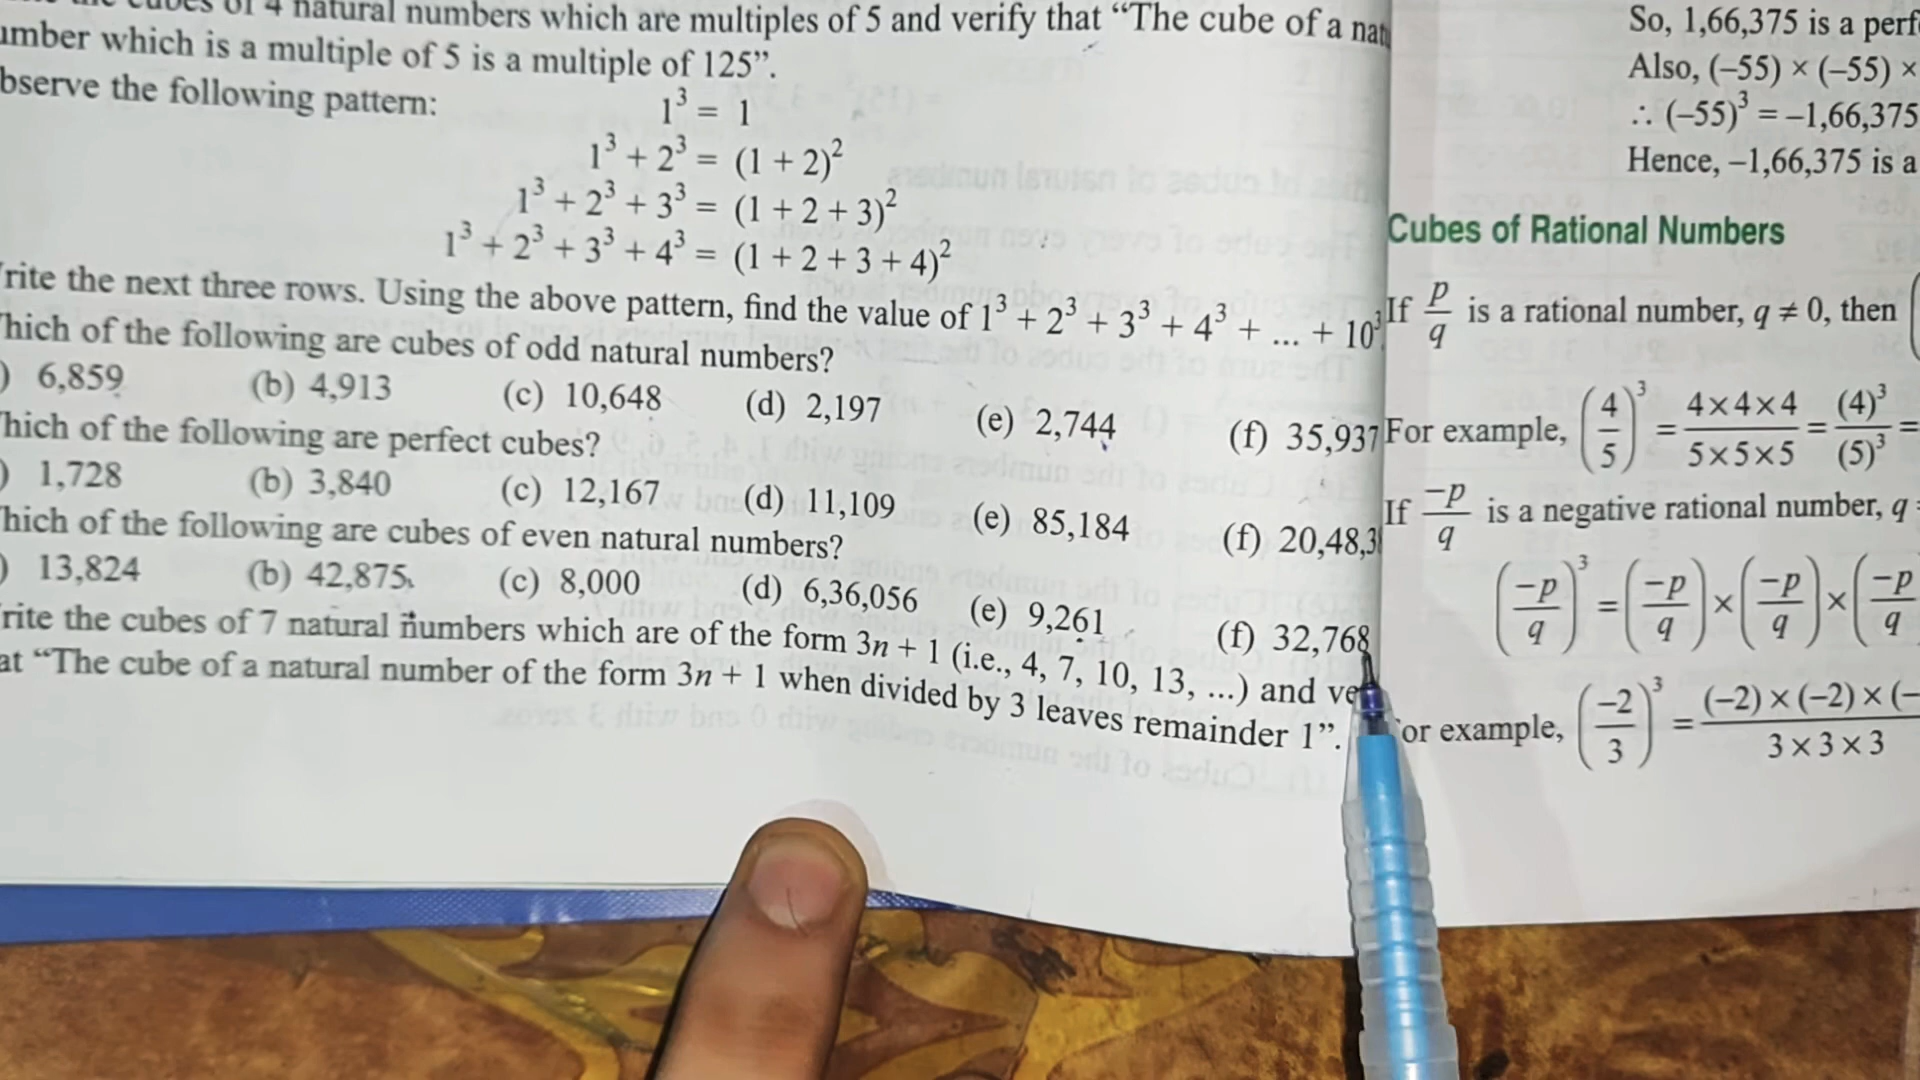 cubes of 4 natural numbers which are multiples of 5 and verify that “The cube of a nat
umber which is a multiple of 5 is a multiple of 125”.
bserve the following pattern:
1³ = 1
1³ + 2³ = (1 + 2)²
1³ + 2³ + 3³ = (1 + 2 + 3)²
1³ + 2³ + 3³ + 4³ = (1 + 2 + 3 + 4)²
rite the next three rows. Using the above pattern, find the value of 1³ + 2³ + 3³ + 4³ + ... + 10³.
hich of the following are cubes of odd natural numbers?
) 6,859 (b) 4,913 (c) 10,648 (d) 2,197 (e) 2,744 (f) 35,937
hich of the following are perfect cubes?
) 1,728 (b) 3,840 (c) 12,167 (d) 11,109 (e) 85,184 (f) 20,48,3
hich of the following are cubes of even natural numbers?
) 13,824 (b) 42,875 (c) 8,000 (d) 6,36,056 (e) 9,261 (f) 32,768
rite the cubes of 7 natural numbers which are of the form 3n + 1 (i.e., 4, 7, 10, 13, ...) and ve
at “The cube of a natural number of the form 3n + 1 when divided by 3 leaves remainder 1”.
So, 1,66,375 is a perf
Also, (–55) × (–55) ×
∴ (–55)³ = –1,66,375
Hence, –1,66,375 is a
Cubes of Rational Numbers
If p/q is a rational number, q ≠ 0, then (
For example, (4/5)³ = 4×4×4/5×5×5 = (4)³/(5)³ =
If –p/q is a negative rational number, q
(–p/q)³ = (–p/q) × (–p/q) × (–p/q
or example, (–2/3)³ = (–2) × (–2) × (–/3 × 3 × 3